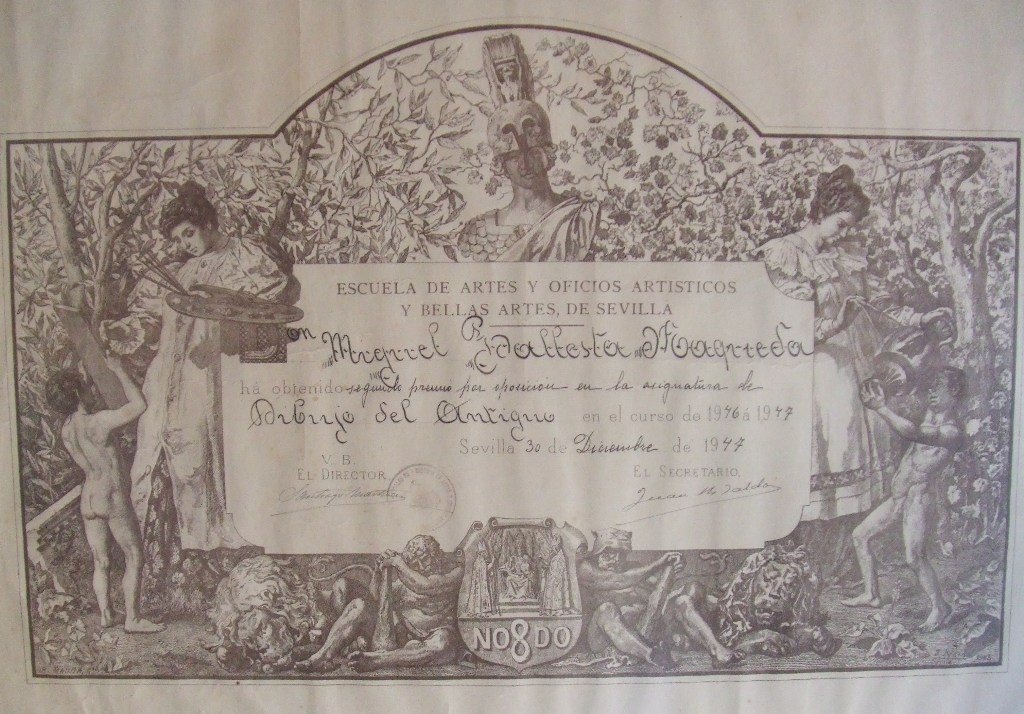 ESCUELA DE ARTES Y OFICIOS ARTISTICOS
Y BELLAS ARTES, DE SEVILLA
Don Miguel Ballesta
há obtenido segundo premio por oposición en la asignatura de
Dibujo del Antiguo en el curso de 1946 á 1947
Sevilla 30 de Diciembre de 1947
V. B.
EL DIRECTOR
EL SECRETARIO,
NO8DO